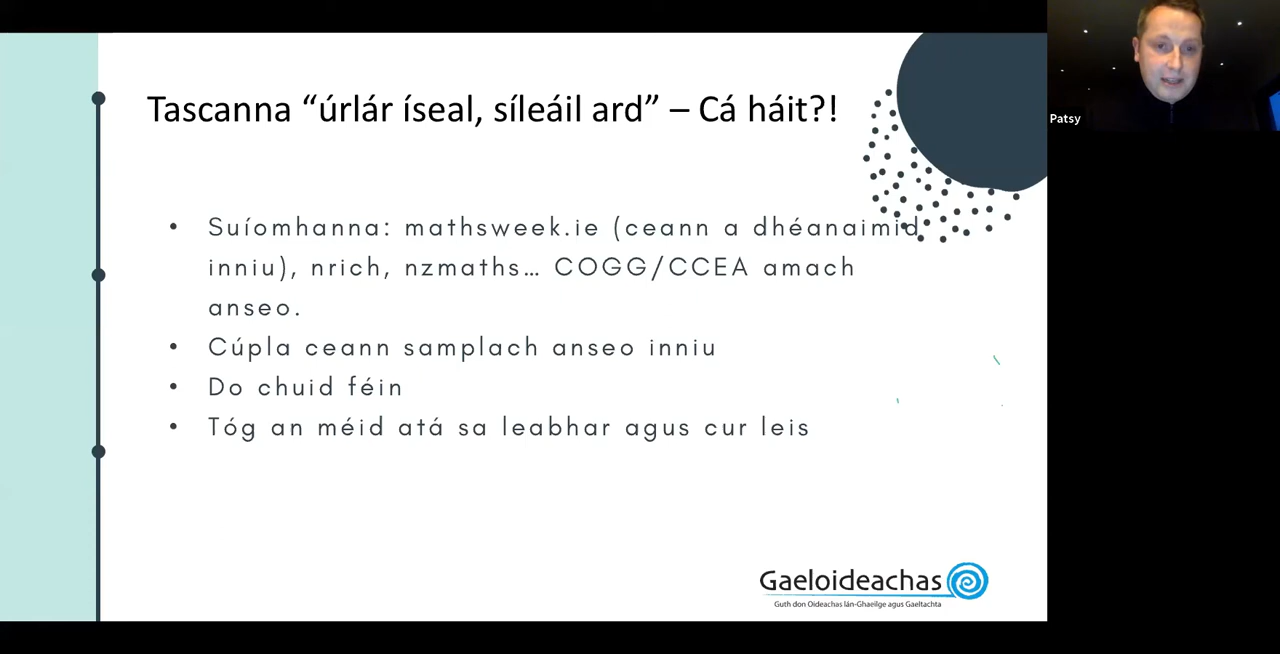 Tascanna “úrlár íseal, síleáil ard” – Cá háit?!
Patsy
• Suíomhanna: mathsweek.ie (ceann a dhéanaimid
inniu), nrich, nzmaths… COGG/CCEA amach
anseo.
• Cúpla ceann samplach anseo inniu
• Do chuid féin
• Tóg an méid atá sa leabhar agus cur leis
Gaeloideachas
Guth don Oideachas lán-Ghaeilge agus Gaeltachta